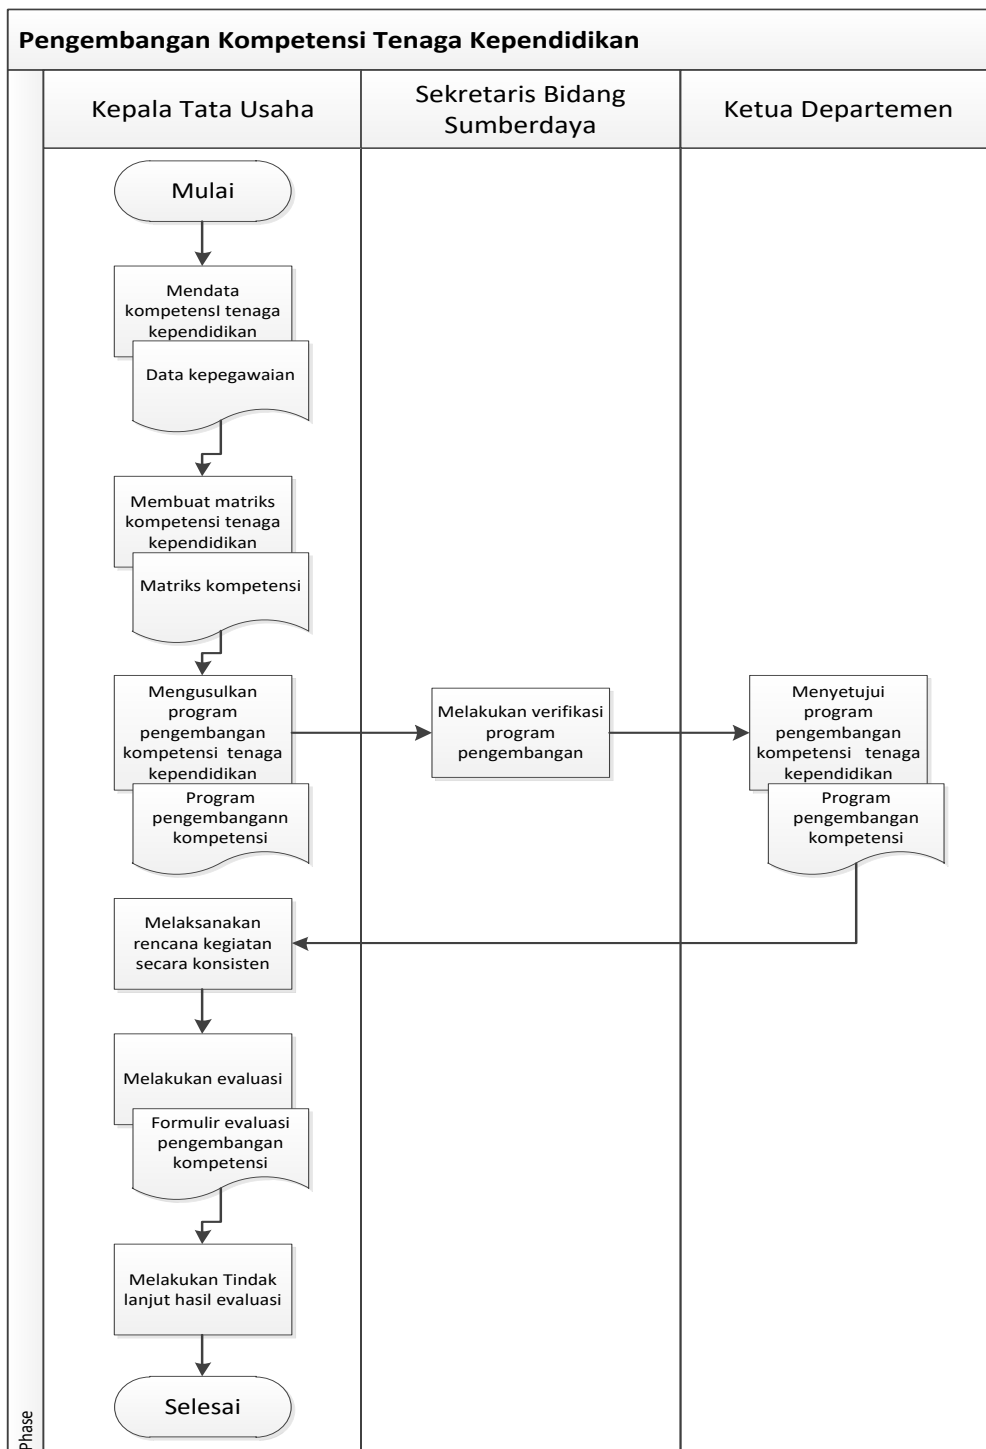 Pengembangan Kompetensi Tenaga Kependidikan
Kepala Tata Usaha
Sekretaris Bidang
Sumberdaya
Ketua Departemen
Mulai
Mendata
kompetensI tenaga
kependidikan
Data kepegawaian
Membuat matriks
kompetensi tenaga
kependidikan
Matriks kompetensi
Mengusulkan
program
pengembangan
kompetensi tenaga
kependidikan
Program
pengembangann
kompetensi
Melakukan verifikasi
program
pengembangan
Menyetujui
program
pengembangan
kompetensi tenaga
kependidikan
Program
pengembangan
kompetensi
Melaksanakan
rencana kegiatan
secara konsisten
Melakukan evaluasi
Formulir evaluasi
pengembangan
kompetensi
Melakukan Tindak
lanjut hasil evaluasi
Selesai
Phase